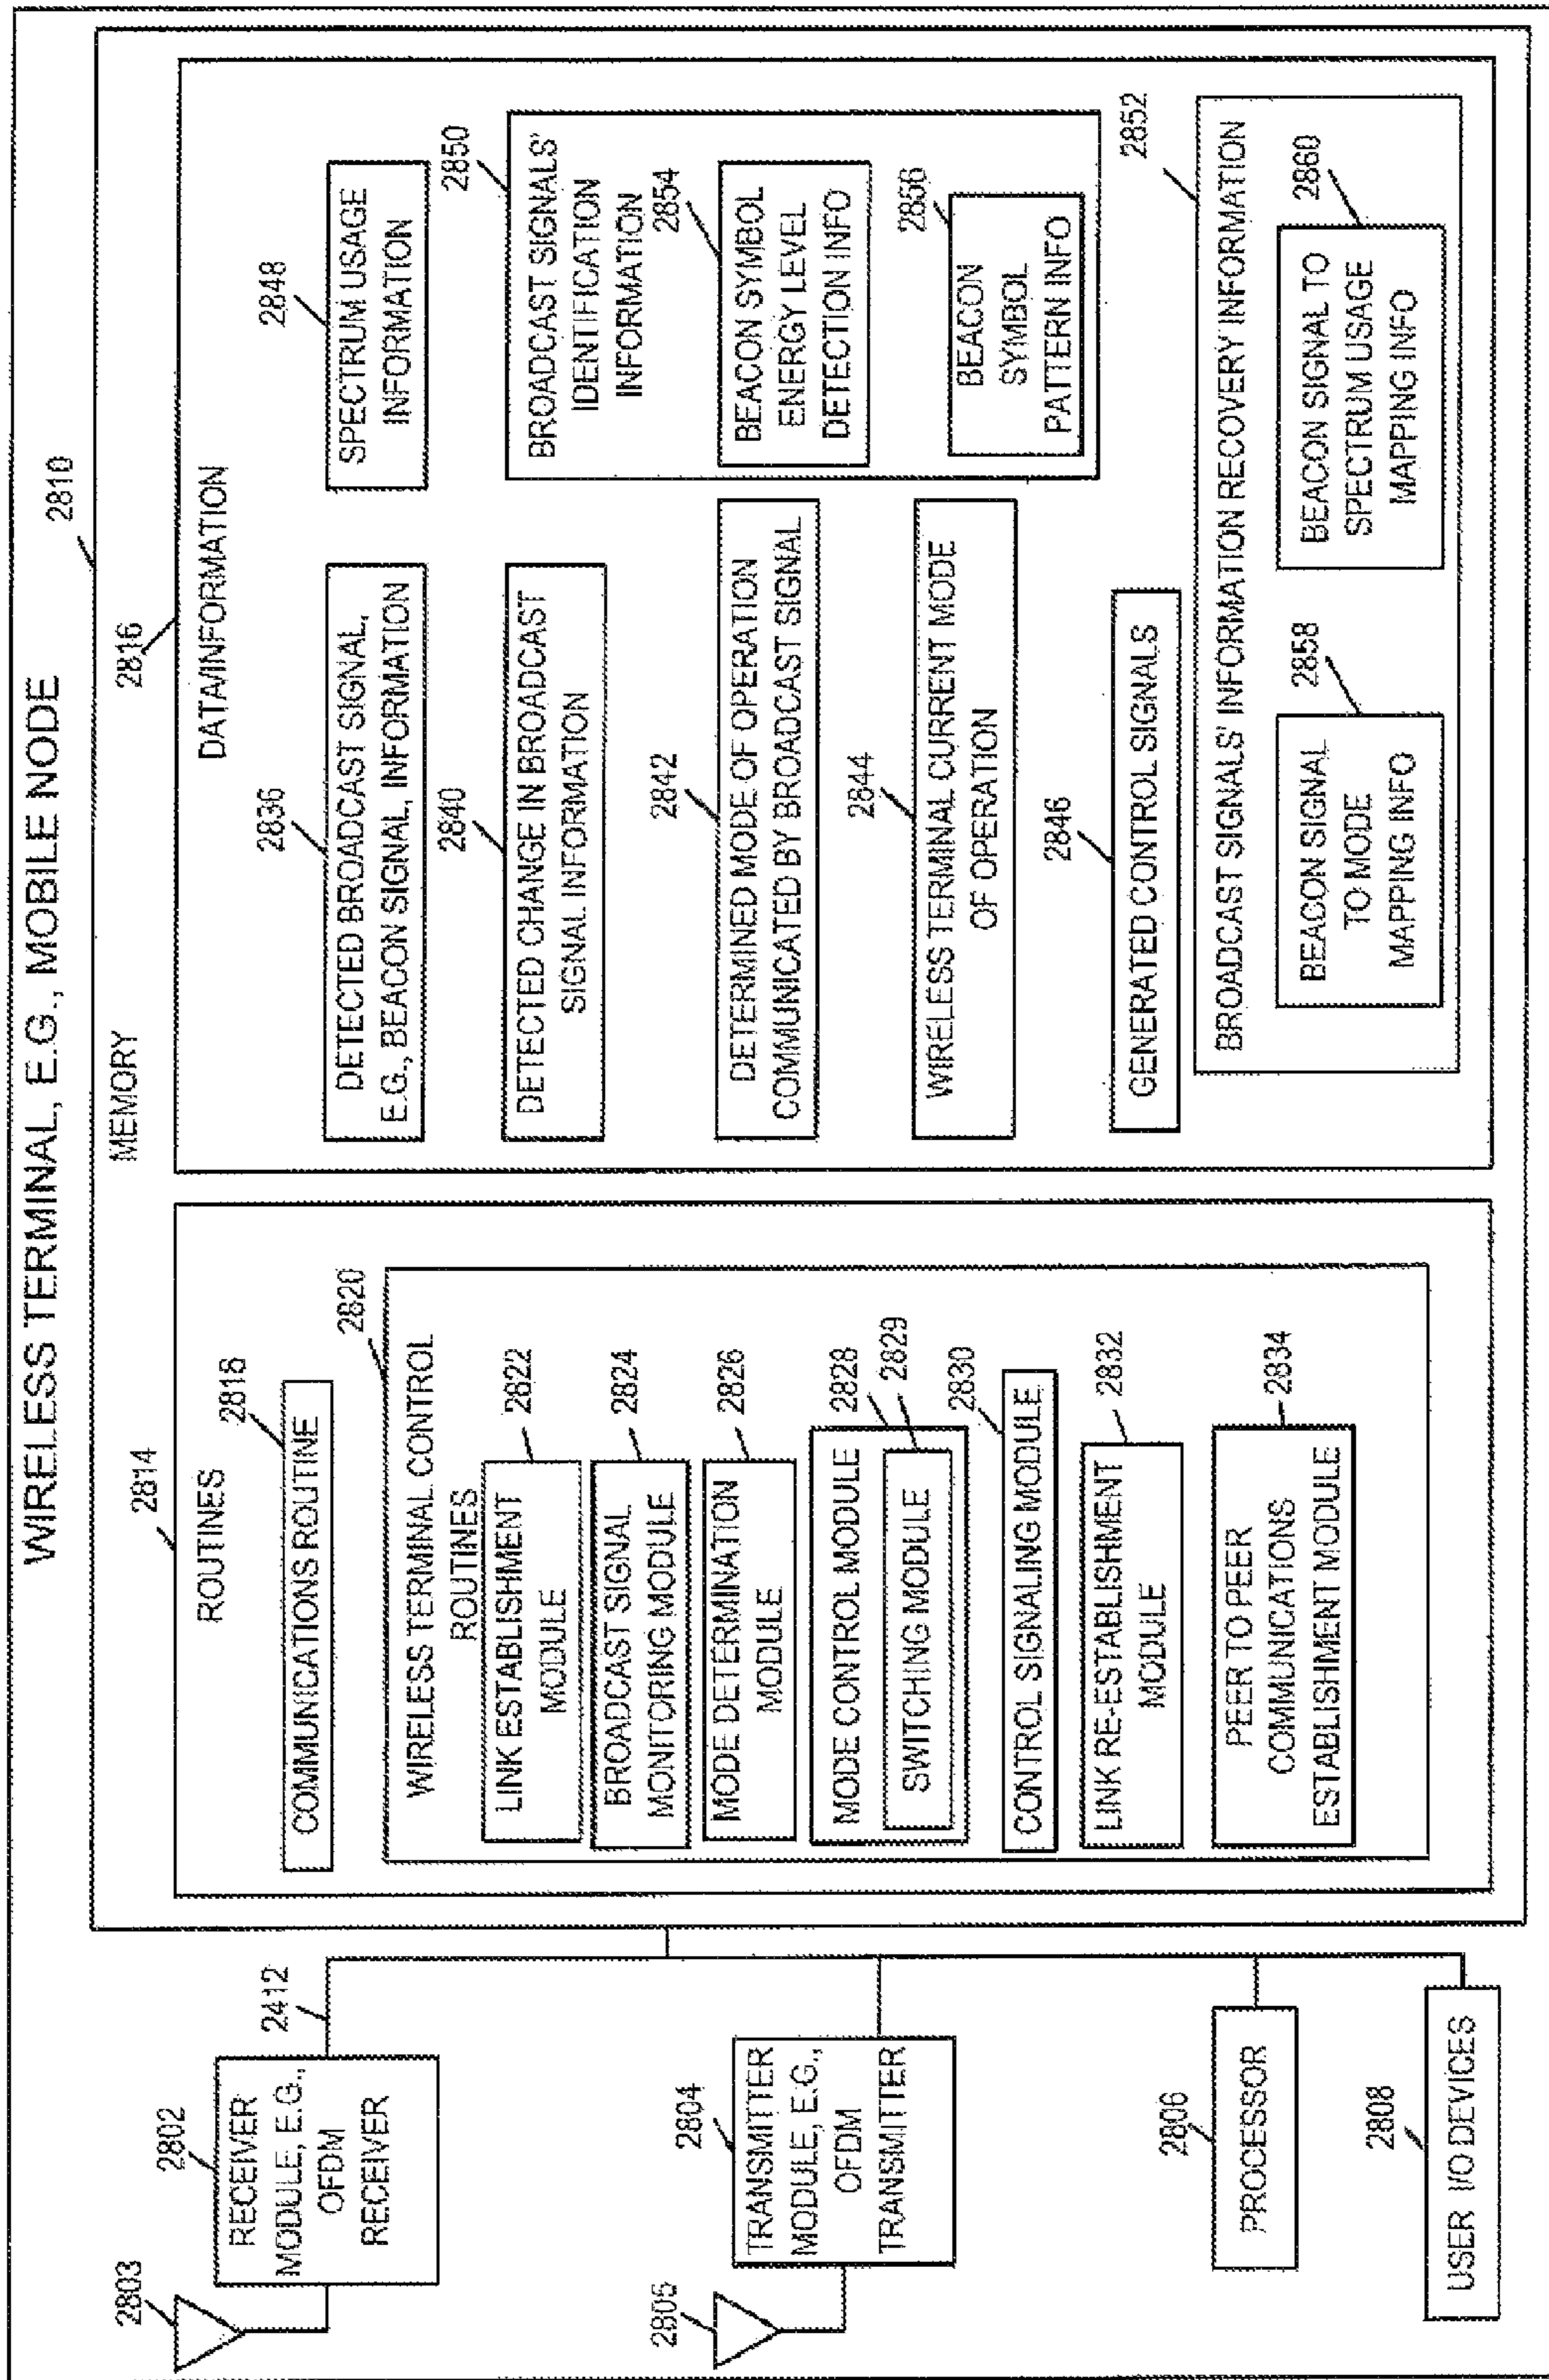 WIRELESS TERMINAL, E.G., MOBILE NODE
2810
2803
2802
RECEIVER
MODULE, E.G.,
OFDM
RECEIVER
2412
2805
2804
TRANSMITTER
MODULE, E.G.,
OFDM
TRANSMITTER
2806
PROCESSOR
2808
USER I/O DEVICES
MEMORY
2814
ROUTINES
2818
COMMUNICATIONS ROUTINE
2820
WIRELESS TERMINAL CONTROL
ROUTINES
2822
LINK ESTABLISHMENT
MODULE
2824
BROADCAST SIGNAL
MONITORING MODULE
2826
MODE DETERMINATION
MODULE
2828
MODE CONTROL MODULE
2829
SWITCHING MODULE
2830
CONTROL SIGNALING MODULE
2832
LINK RE-ESTABLISHMENT
MODULE
2834
PEER TO PEER
COMMUNICATIONS
ESTABLISHMENT MODULE
2816
DATA/INFORMATION
2836
DETECTED BROADCAST SIGNAL,
E.G., BEACON SIGNAL, INFORMATION
2840
DETECTED CHANGE IN BROADCAST
SIGNAL INFORMATION
2842
DETERMINED MODE OF OPERATION
COMMUNICATED BY BROADCAST SIGNAL
2844
WIRELESS TERMINAL CURRENT MODE
OF OPERATION
2846
GENERATED CONTROL SIGNALS
2848
SPECTRUM USAGE
INFORMATION
2850
BROADCAST SIGNALS'
IDENTIFICATION
INFORMATION
2854
BEACON SYMBOL
ENERGY LEVEL
DETECTION INFO
2856
BEACON
SYMBOL
PATTERN INFO
2852
BROADCAST SIGNALS' INFORMATION RECOVERY INFORMATION
2858
BEACON SIGNAL
TO MODE
MAPPING INFO
2860
BEACON SIGNAL TO
SPECTRUM USAGE
MAPPING INFO